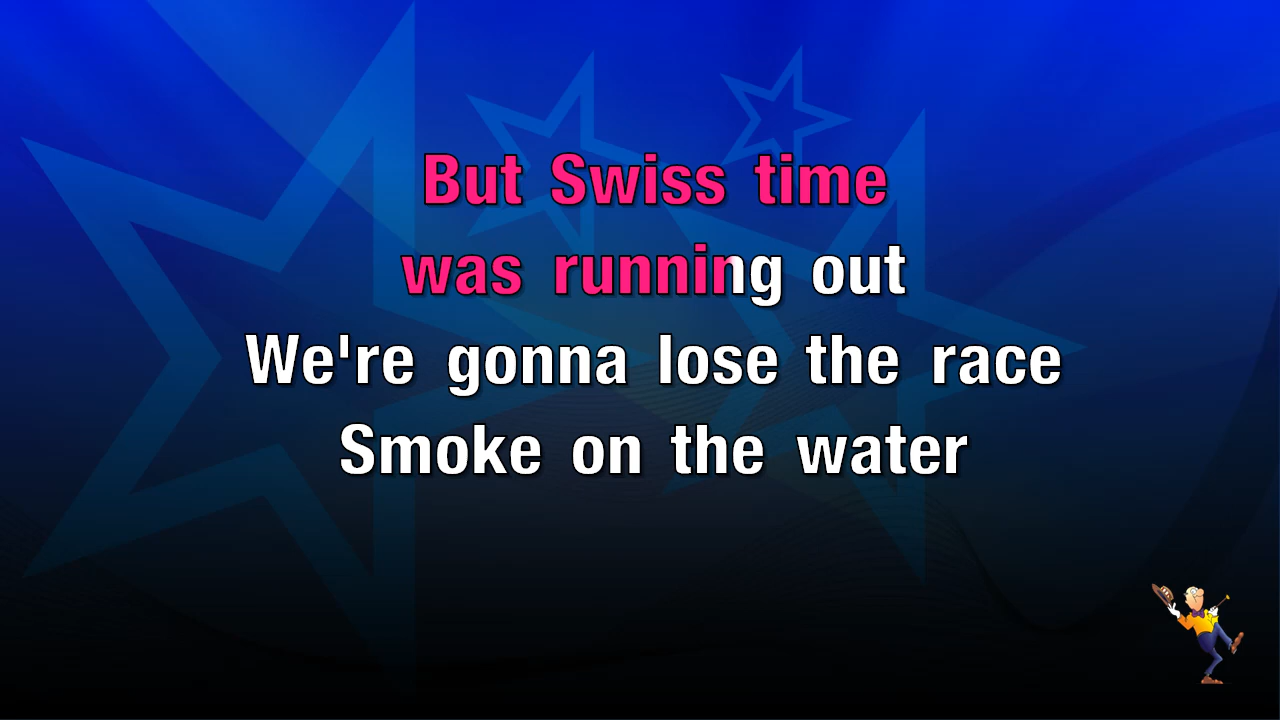 But Swiss time
was running out
We're gonna lose the race
Smoke on the water